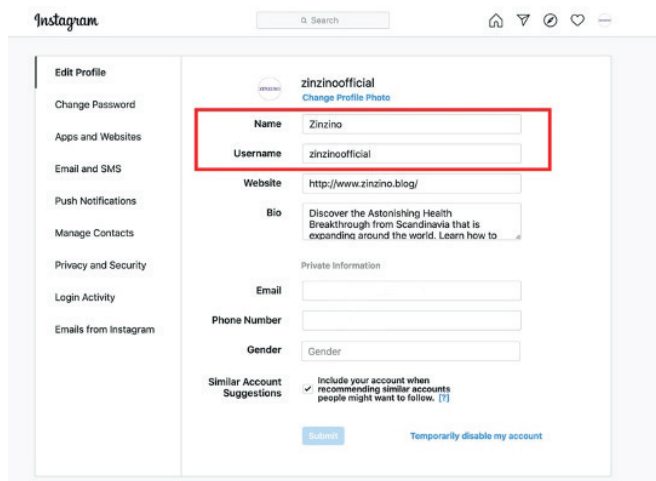 Instagram
Search
Edit Profile
Change Password
Apps and Websites
Email and SMS
Push Notifications
Manage Contacts
Privacy and Security
Login Activity
Emails from Instagram
ZINZINO
zinzinoofficial
Change Profile Photo
Name
Zinzino
Username
zinzinoofficial
Website
http://www.zinzino.blog/
Bio
Discover the Astonishing Health
Breakthrough from Scandinavia that is
expanding around the world. Learn how to
Private Information
Email
Phone Number
Gender
Gender
Similar Account
Suggestions
Include your account when
recommending similar accounts
people might want to follow. [?]
Submit
Temporarily disable my account